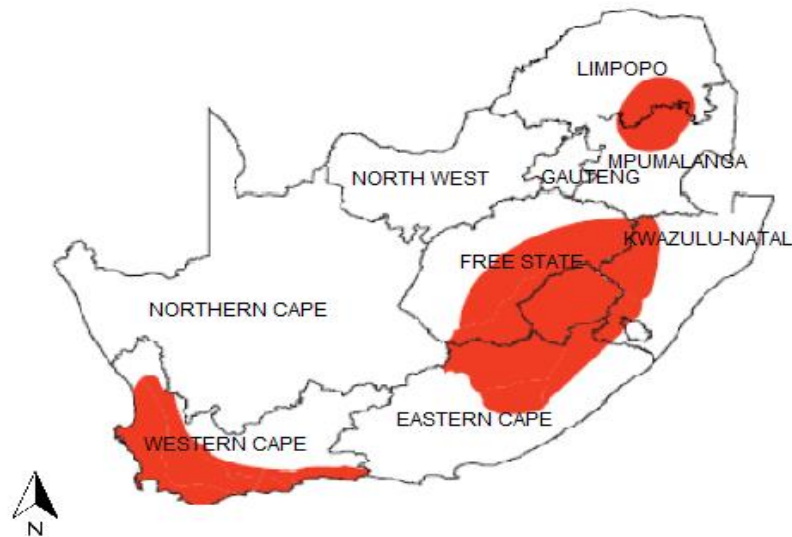 LIMPOPO
MPUMALANGA
NORTH WEST
GAUTENG
KWAZULU-NATAL
FREE STATE
NORTHERN CAPE
EASTERN CAPE
WESTERN CAPE
N